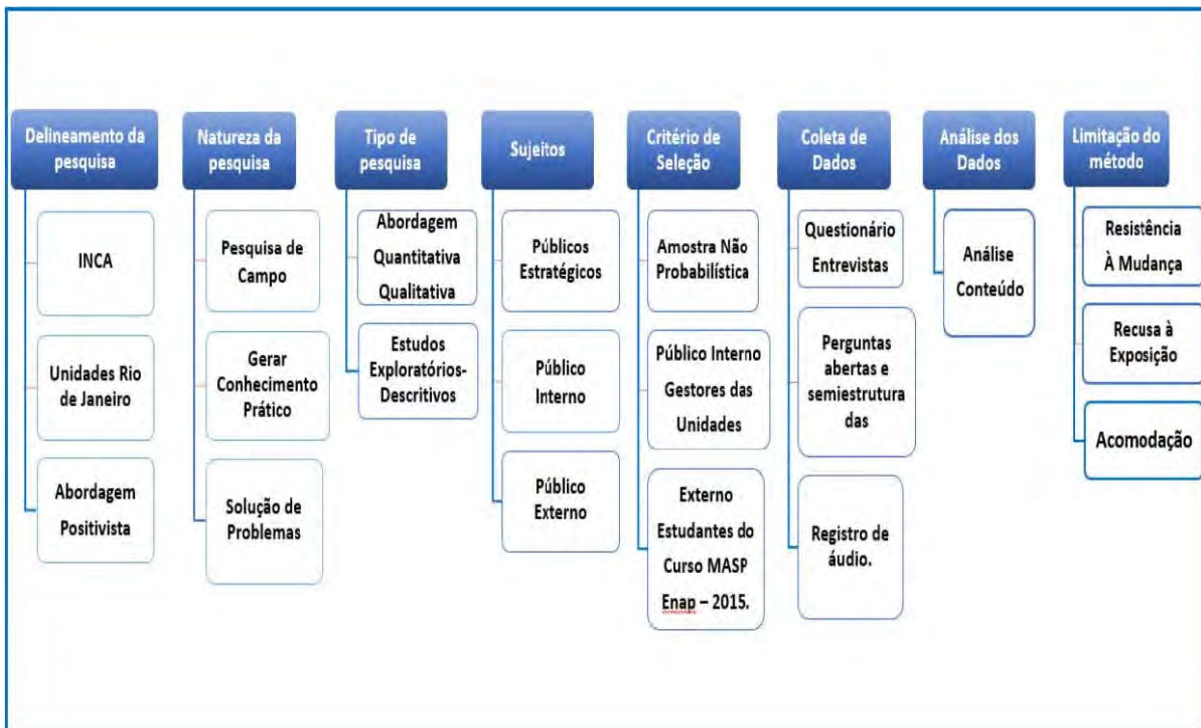 Delineamento da
pesquisa
INCA
Unidades Rio
de Janeiro
Abordagem
Positivista
Natureza da
pesquisa
Pesquisa de
Campo
Gerar
Conhecimento
Prático
Solução de
Problemas
Tipo de
pesquisa
Abordagem
Quantitativa
Qualitativa
Estudos
Exploratórios-
Descritivos
Sujeitos
Públicos
Estratégicos
Público
Interno
Público
Externo
Critério de
Seleção
Amostra Não
Probabilística
Público Interno
Gestores das
Unidades
Externo
Estudantes do
Curso MASP
Enap – 2015.
Coleta de
Dados
Questionário
Entrevistas
Perguntas
abertas e
semiestrutura
das
Registro de
áudio.
Análise dos
Dados
Análise
Conteúdo
Limitação do
método
Resistência
À Mudança
Recusa à
Exposição
Acomodação